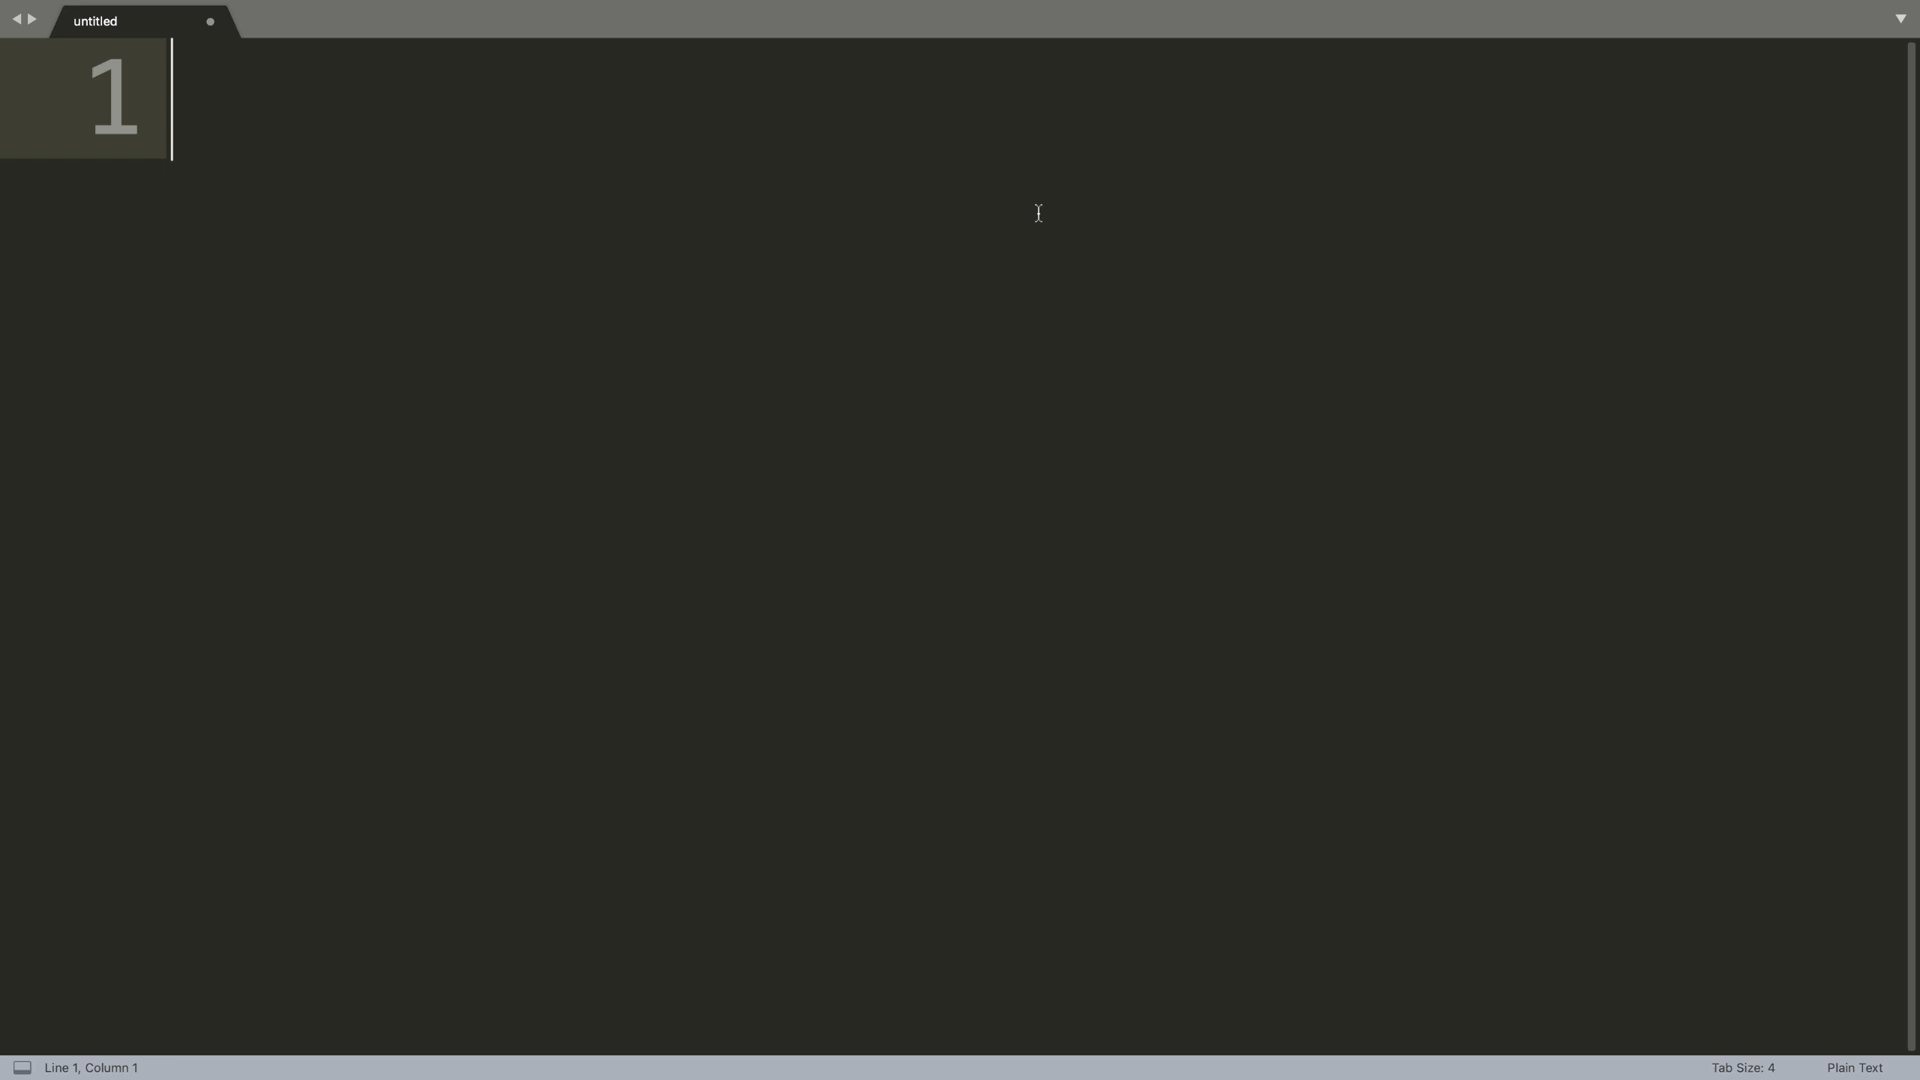 untitled
1
Line 1, Column 1
Tab Size: 4
Plain Text